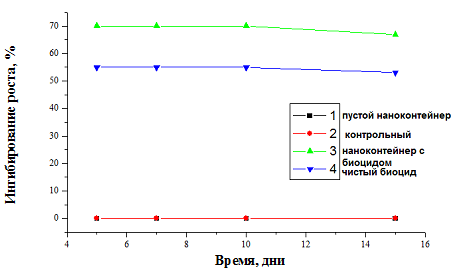 70
60
50
40
30
20
10
0
Ингибирование роста, %
1 пустой наноконтейнер
2 контрольный
3 наноконтейнер с
биоцидом
4 чистый биоцид
4 6 8 10 12 14 16
Время, дни